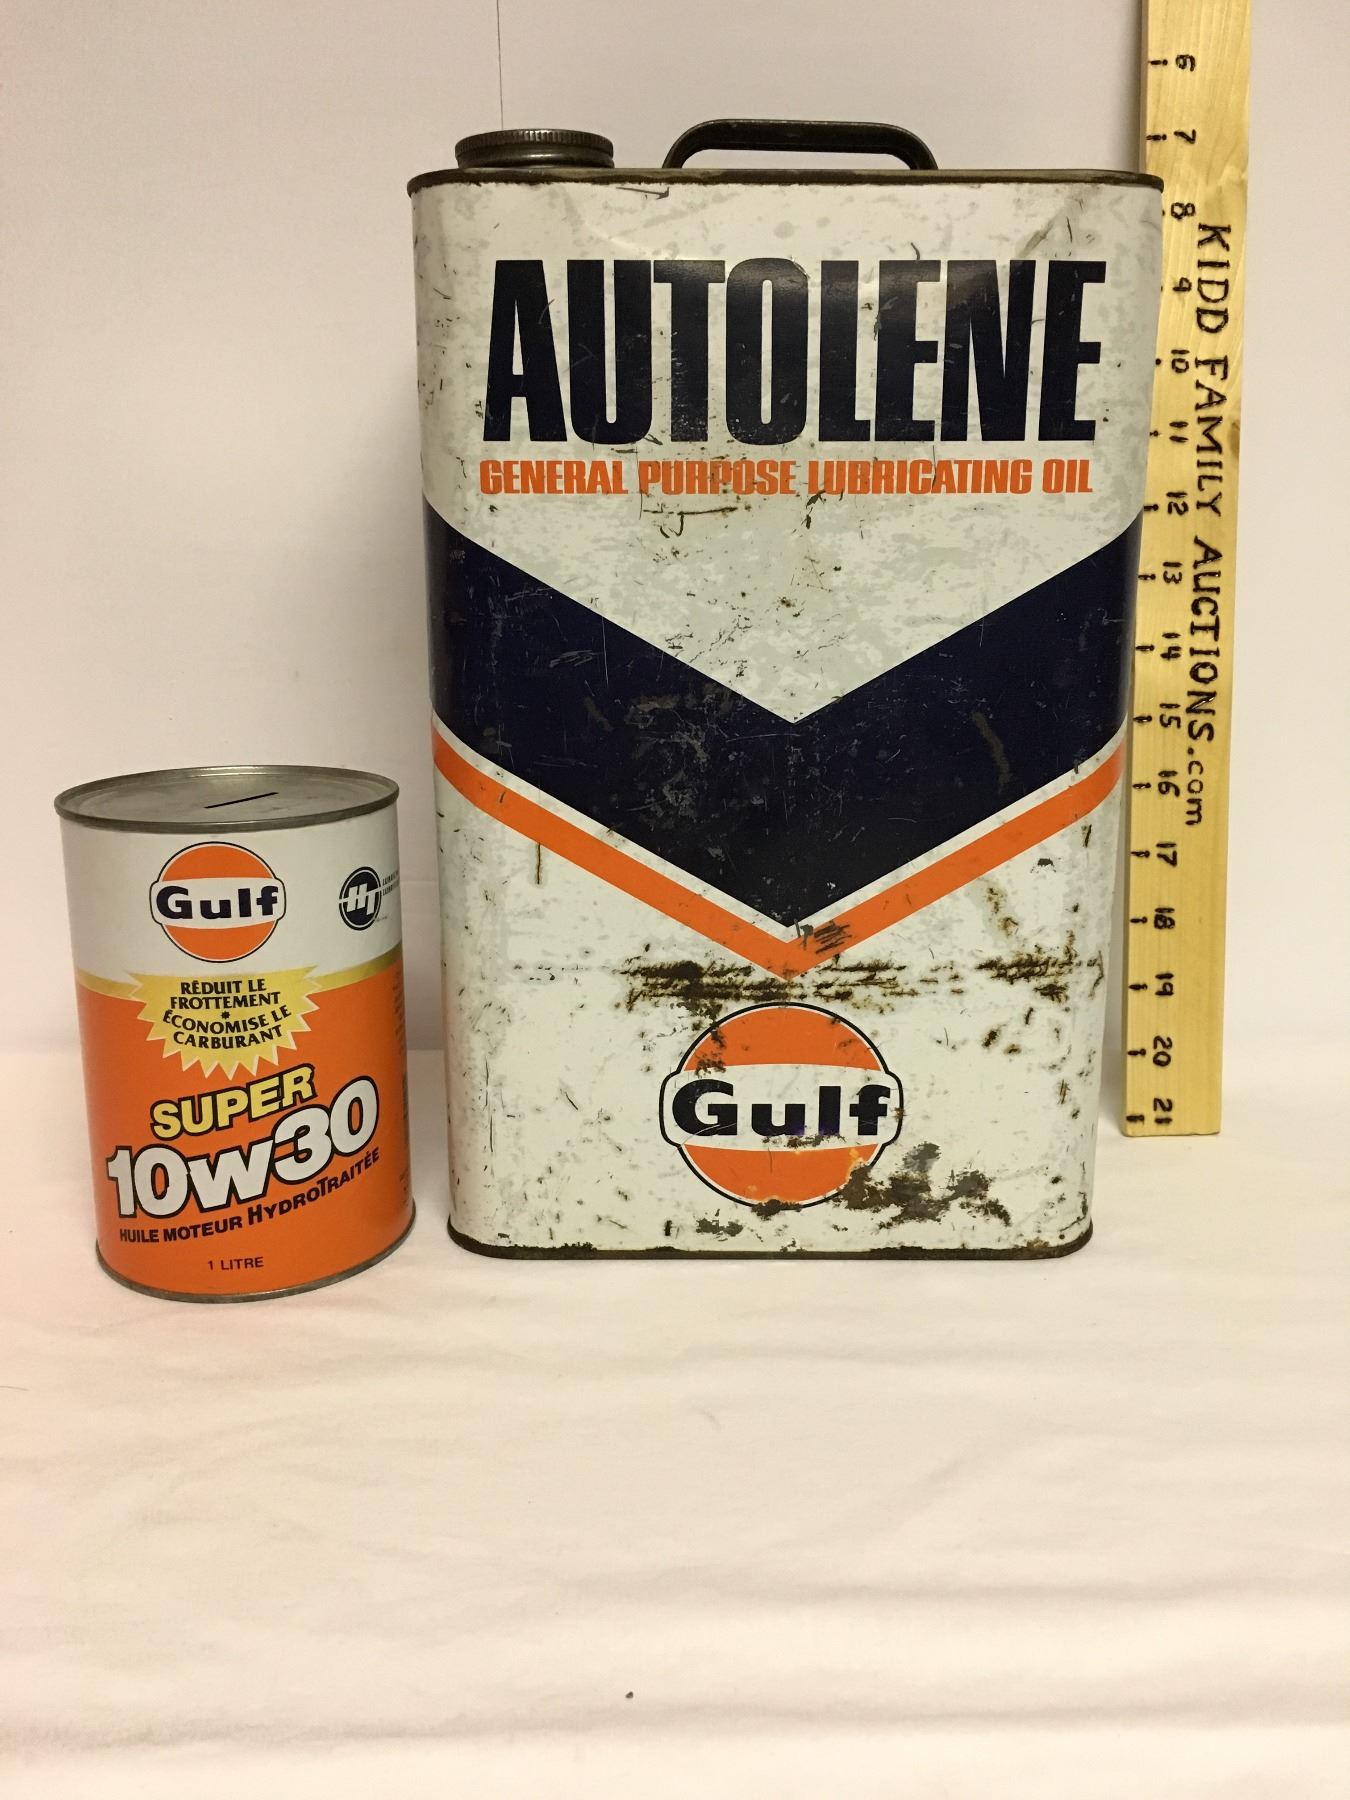 AUTOLENE
GENERAL PURPOSE LUBRICATING OIL
Gulf
Gulf
HT
RÉDUIT LE
FROTTEMENT
*
ÉCONOMISE LE
CARBURANT
SUPER
10w30
HUILE MOTEUR HYDROTRAITÉE
1 LITRE
6
7
8
9
10
11
12
13
14
15
16
17
18
19
20
21
KIDD FAMILY AUCTIONS.com